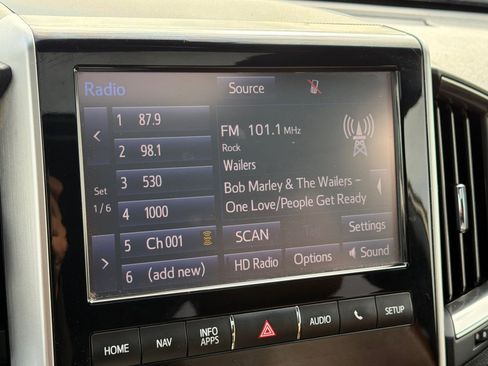 Radio
Source
1 87.9
2 98.1
3 530
4 1000
5 Ch 001
6 (add new)
Set
1/6
FM 101.1 MHz
Rock
Wailers
Bob Marley & The Wailers –
One Love/People Get Ready
SCAN
Settings
HD Radio
Options
Sound
HOME
NAV
INFO
APPS
AUDIO
SETUP